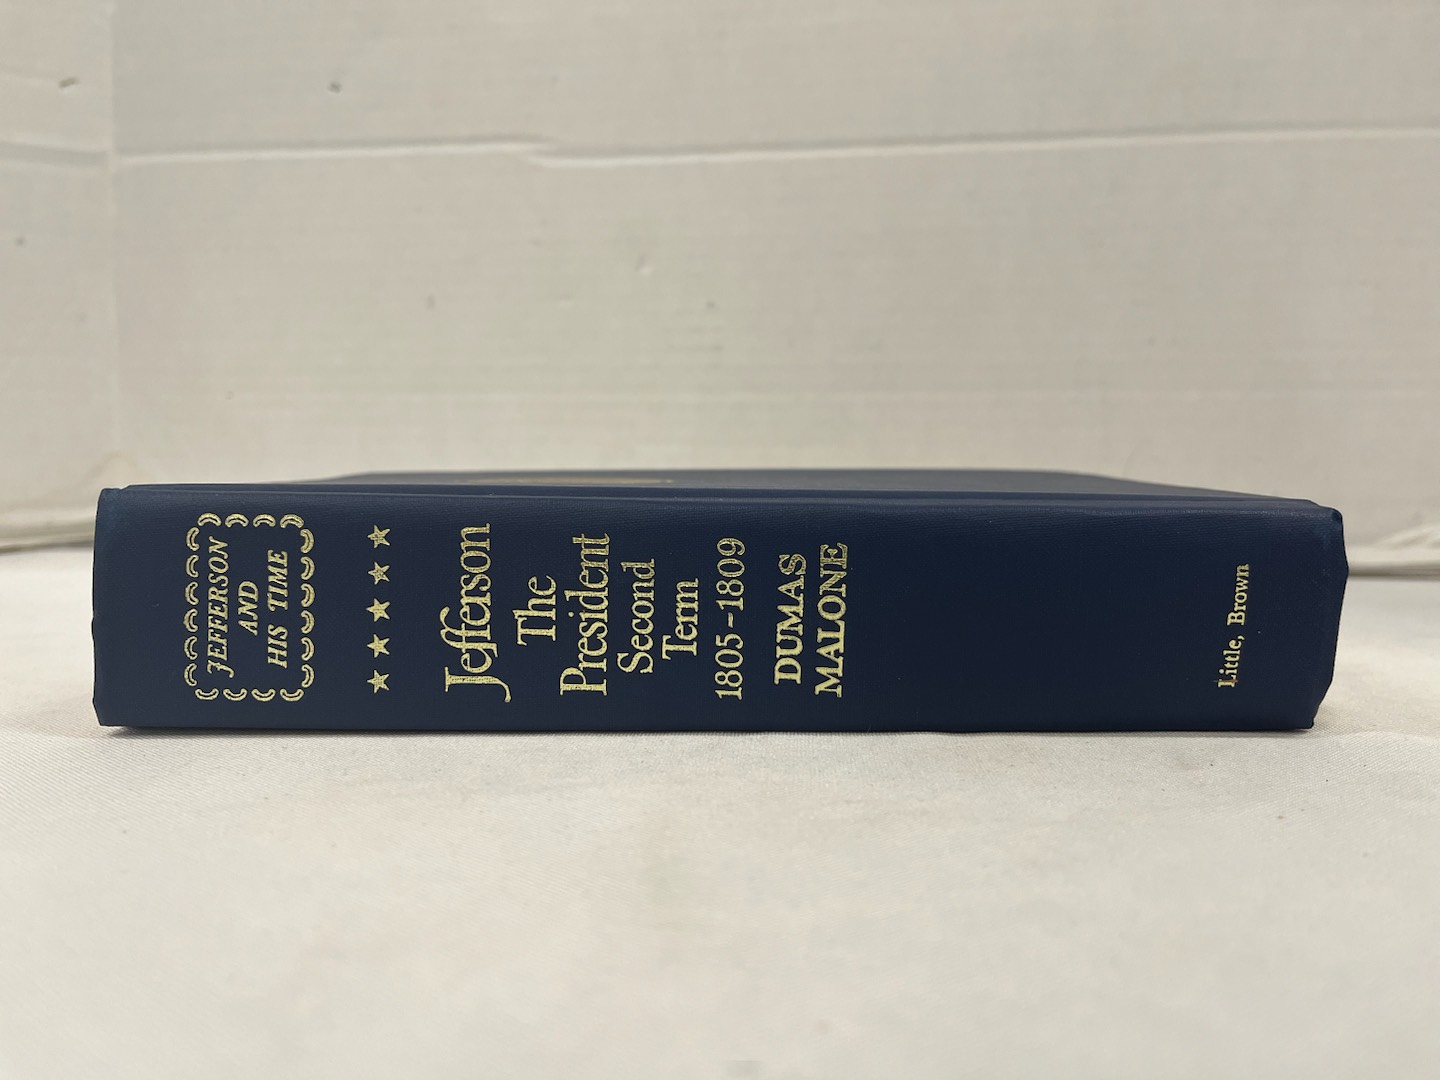 JEFFERSON
AND
HIS TIME
Jefferson
The
President
Second
Term
1805-1809
DUMAS
MALONE
Little, Brown